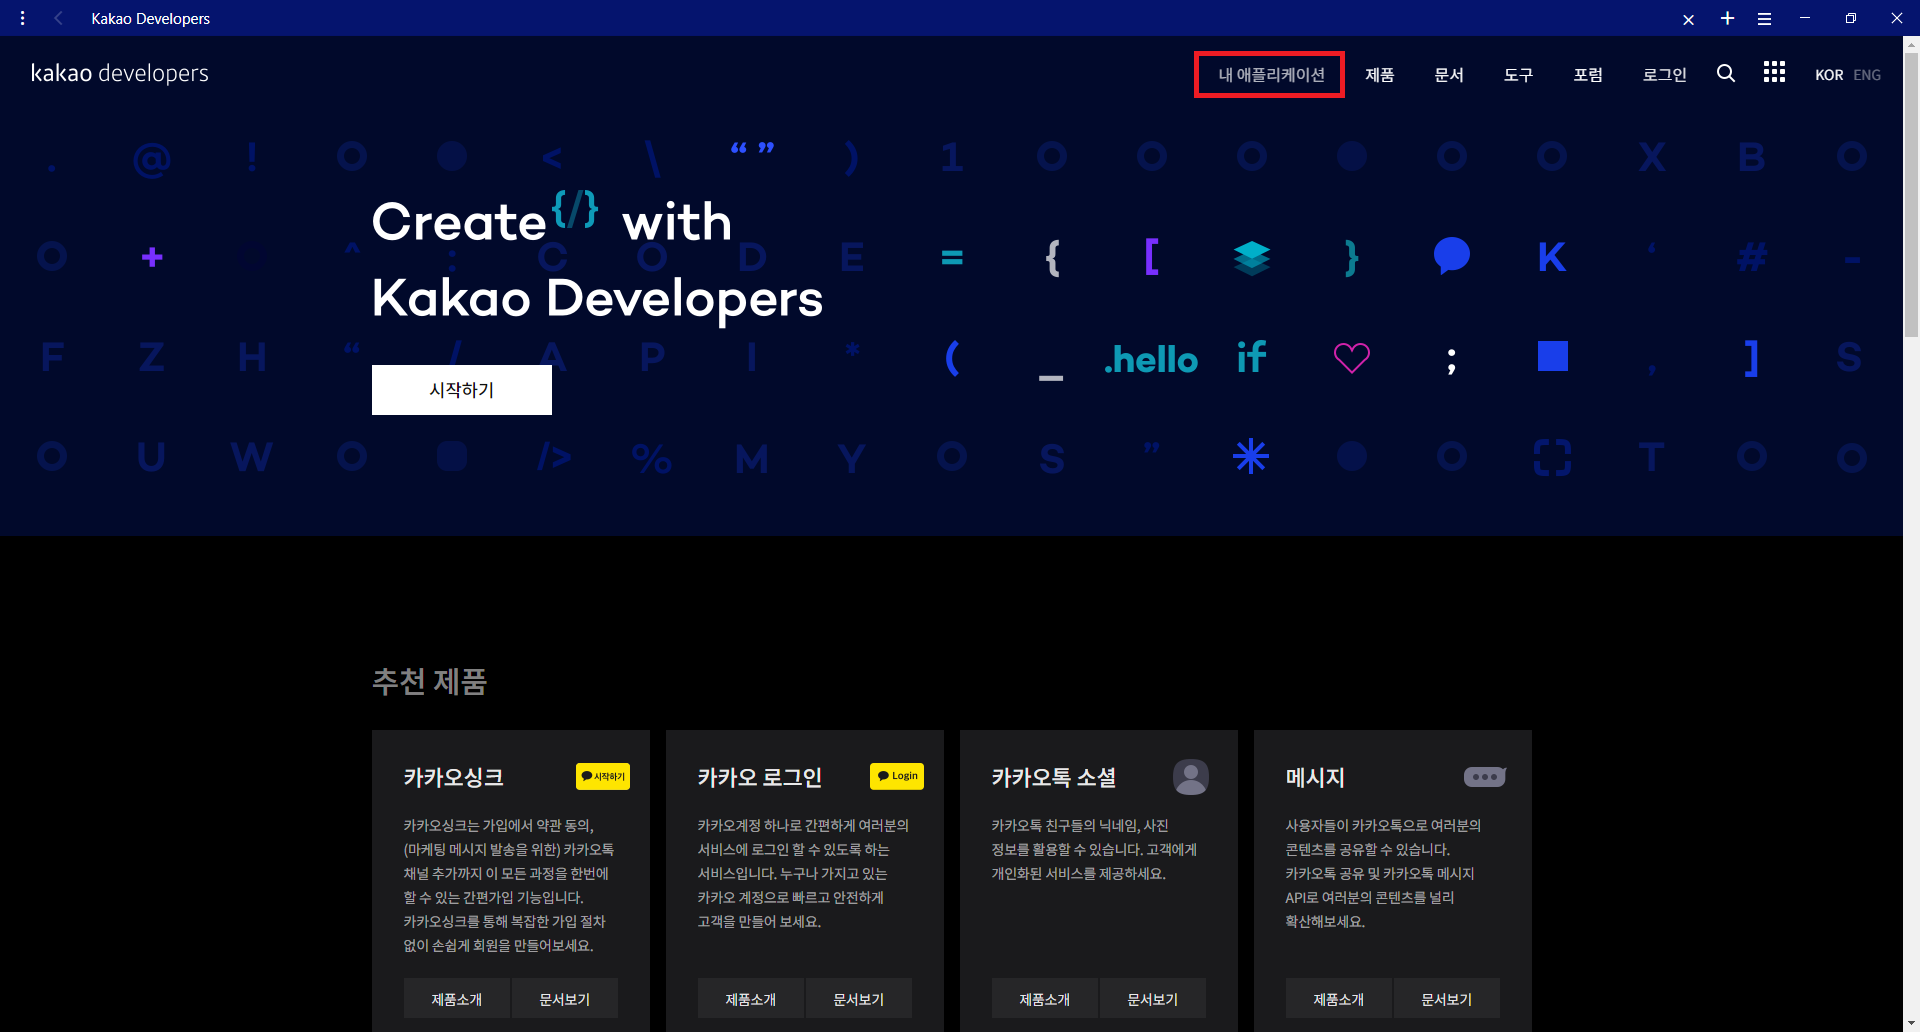 Kakao Developers
kakao developers
내 애플리케이션 제품 문서 도구 포럼 로그인 KOR ENG
. @ ! < \ “ ” ) 1 X B
Create {/} with
+ ^ : C O D E = { [ } K ‘ # -
Kakao Developers
F Z H “ / A P I * ( _ .hello if ; , ] S
시작하기
U W /> % M Y S ” T
추천 제품
카카오싱크
시작하기
카카오싱크는 가입에서 약관 동의,
(마케팅 메시지 발송을 위한) 카카오톡
채널 추가까지 이 모든 과정을 한번에
할 수 있는 간편가입 기능입니다.
카카오싱크를 통해 복잡한 가입 절차
없이 손쉽게 회원을 만들어보세요.
제품소개 문서보기
카카오 로그인
Login
카카오계정 하나로 간편하게 여러분의
서비스에 로그인 할 수 있도록 하는
서비스입니다. 누구나 가지고 있는
카카오 계정으로 빠르고 안전하게
고객을 만들어 보세요.
제품소개 문서보기
카카오톡 소셜
카카오톡 친구들의 닉네임, 사진
정보를 활용할 수 있습니다. 고객에게
개인화된 서비스를 제공하세요.
제품소개 문서보기
메시지
사용자들이 카카오톡으로 여러분의
콘텐츠를 공유할 수 있습니다.
카카오톡 공유 및 카카오톡 메시지
API로 여러분의 콘텐츠를 널리
확산해보세요.
제품소개 문서보기